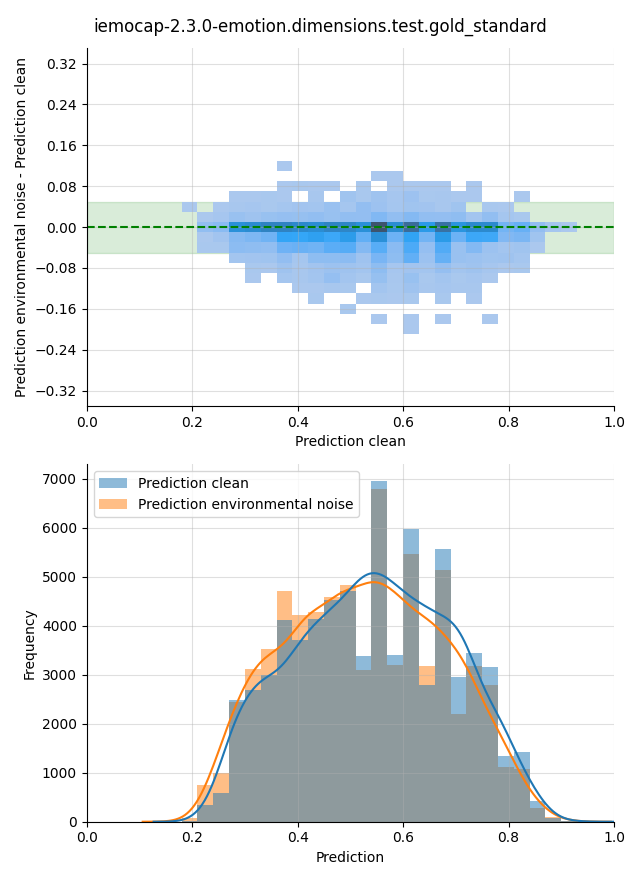 iemocap-2.3.0-emotion.dimensions.test.gold_standard
Prediction environmental noise - Prediction clean
0.32
0.24
0.16
0.08
0.00
−0.08
−0.16
−0.24
−0.32
0.0 0.2 0.4 0.6 0.8 1.0
Prediction clean
Frequency
7000
6000
5000
4000
3000
2000
1000
0
Prediction clean
Prediction environmental noise
0.0 0.2 0.4 0.6 0.8 1.0
Prediction